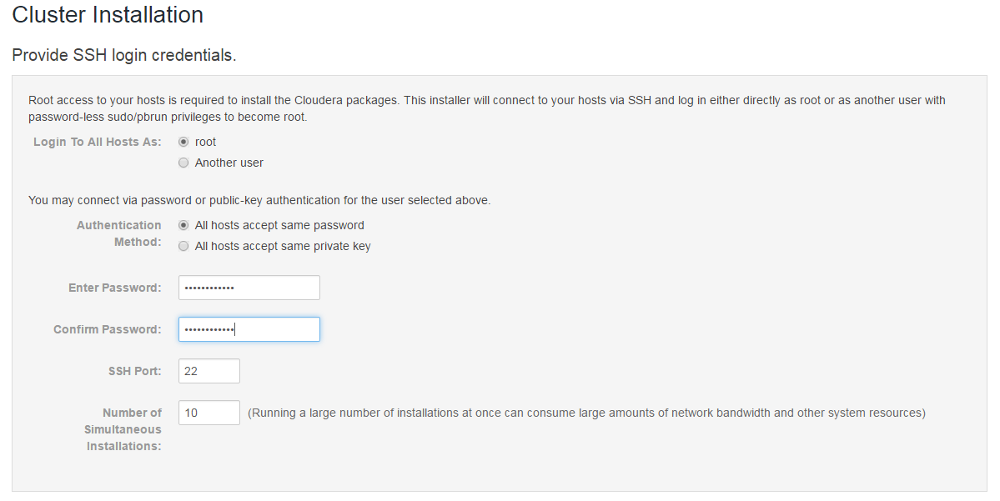 Cluster Installation
Provide SSH login credentials.
Root access to your hosts is required to install the Cloudera packages. This installer will connect to your hosts via SSH and log in either directly as root or as another user with
password-less sudo/pbrun privileges to become root.
Login To All Hosts As: root
Another user
You may connect via password or public-key authentication for the user selected above.
Authentication All hosts accept same password
Method: All hosts accept same private key
Enter Password: ••••••••••••
Confirm Password: ••••••••••••
SSH Port: 22
Number of 10 (Running a large number of installations at once can consume large amounts of network bandwidth and other system resources)
Simultaneous
Installations: